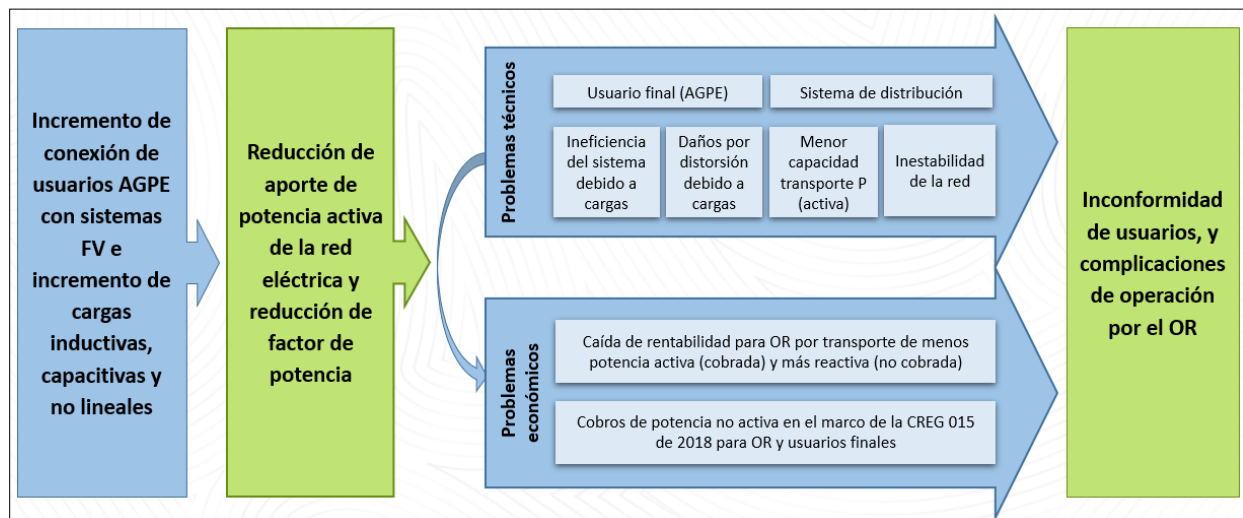 Incremento de
conexión de
usuarios AGPE
con sistemas
FV e
incremento de
cargas
inductivas,
capacitivas y
no lineales
Reducción de
aporte de
potencia activa
de la red
eléctrica y
reducción de
factor de
potencia
Problemas técnicos
Usuario final (AGPE)
Sistema de distribución
Ineficiencia
del sistema
debido a
cargas
Daños por
distorsión
debido a
cargas
Menor
capacidad
transporte P
(activa)
Inestabilidad
de la red
Problemas
económicos
Caída de rentabilidad para OR por transporte de menos
potencia activa (cobrada) y más reactiva (no cobrada)
Cobros de potencia no activa en el marco de la CREG 015
de 2018 para OR y usuarios finales
Inconformidad
de usuarios, y
complicaciones
de operación
por el OR